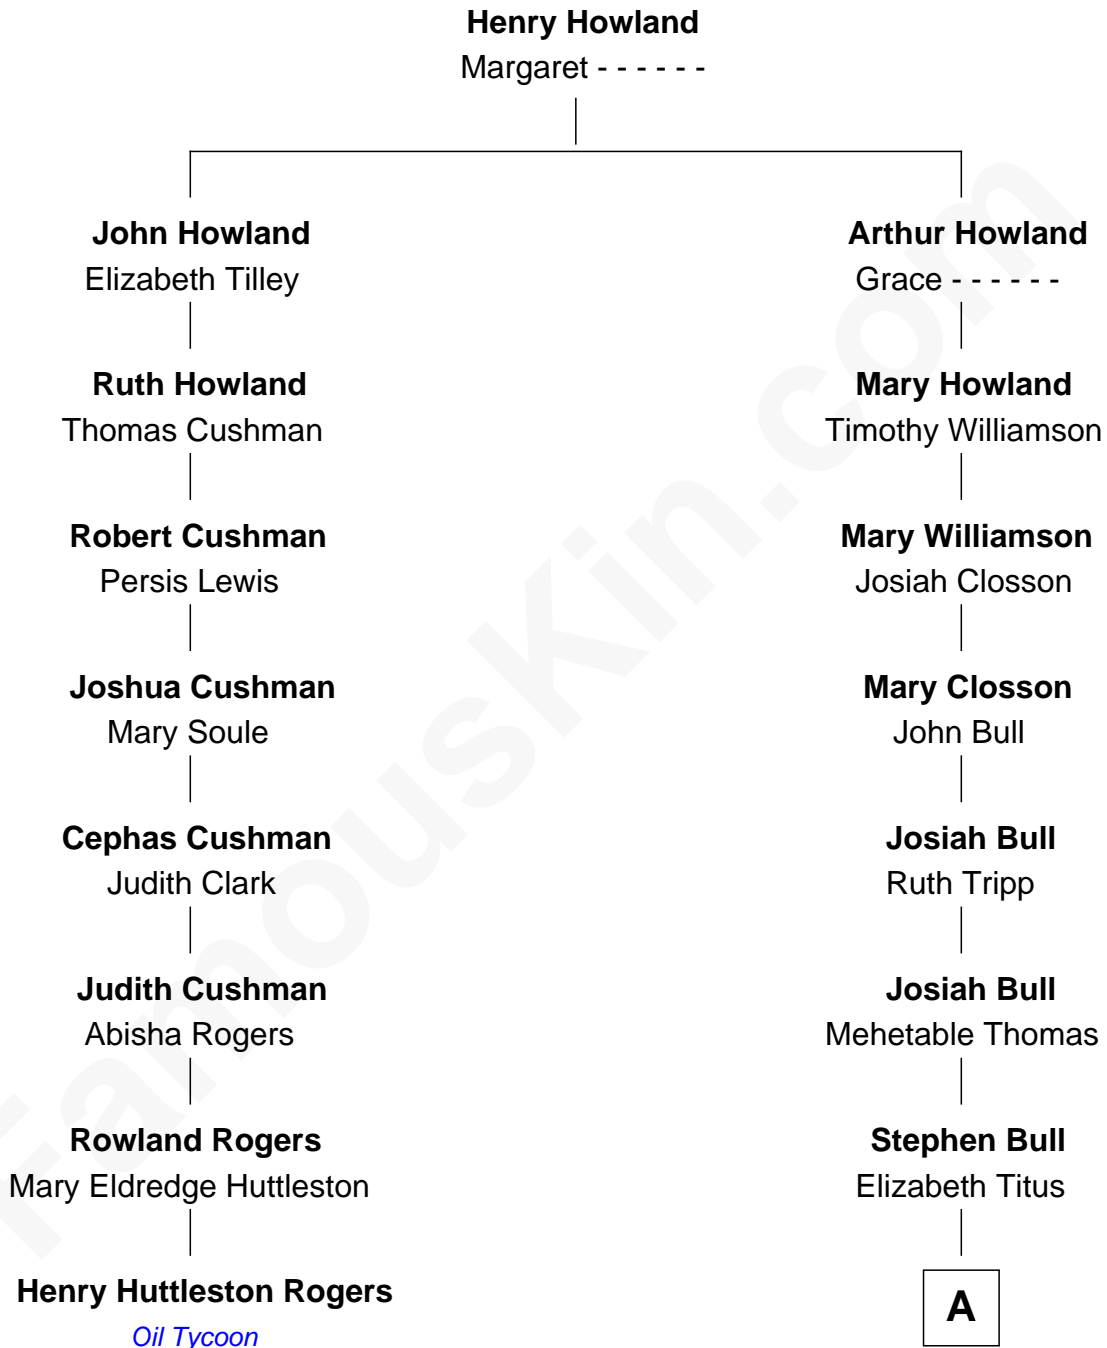 Henry Howland
Margaret - - - - - -
John Howland
Elizabeth Tilley
Arthur Howland
Grace - - - - - -
Ruth Howland
Thomas Cushman
Mary Howland
Timothy Williamson
Robert Cushman
Persis Lewis
Mary Williamson
Josiah Closson
Joshua Cushman
Mary Soule
Mary Closson
John Bull
Cephas Cushman
Judith Clark
Josiah Bull
Ruth Tripp
Judith Cushman
Abisha Rogers
Josiah Bull
Mehetable Thomas
Rowland Rogers
Mary Eldredge Huttleston
Stephen Bull
Elizabeth Titus
Henry Huttleston Rogers
Oil Tycoon
A
FamousKin.com